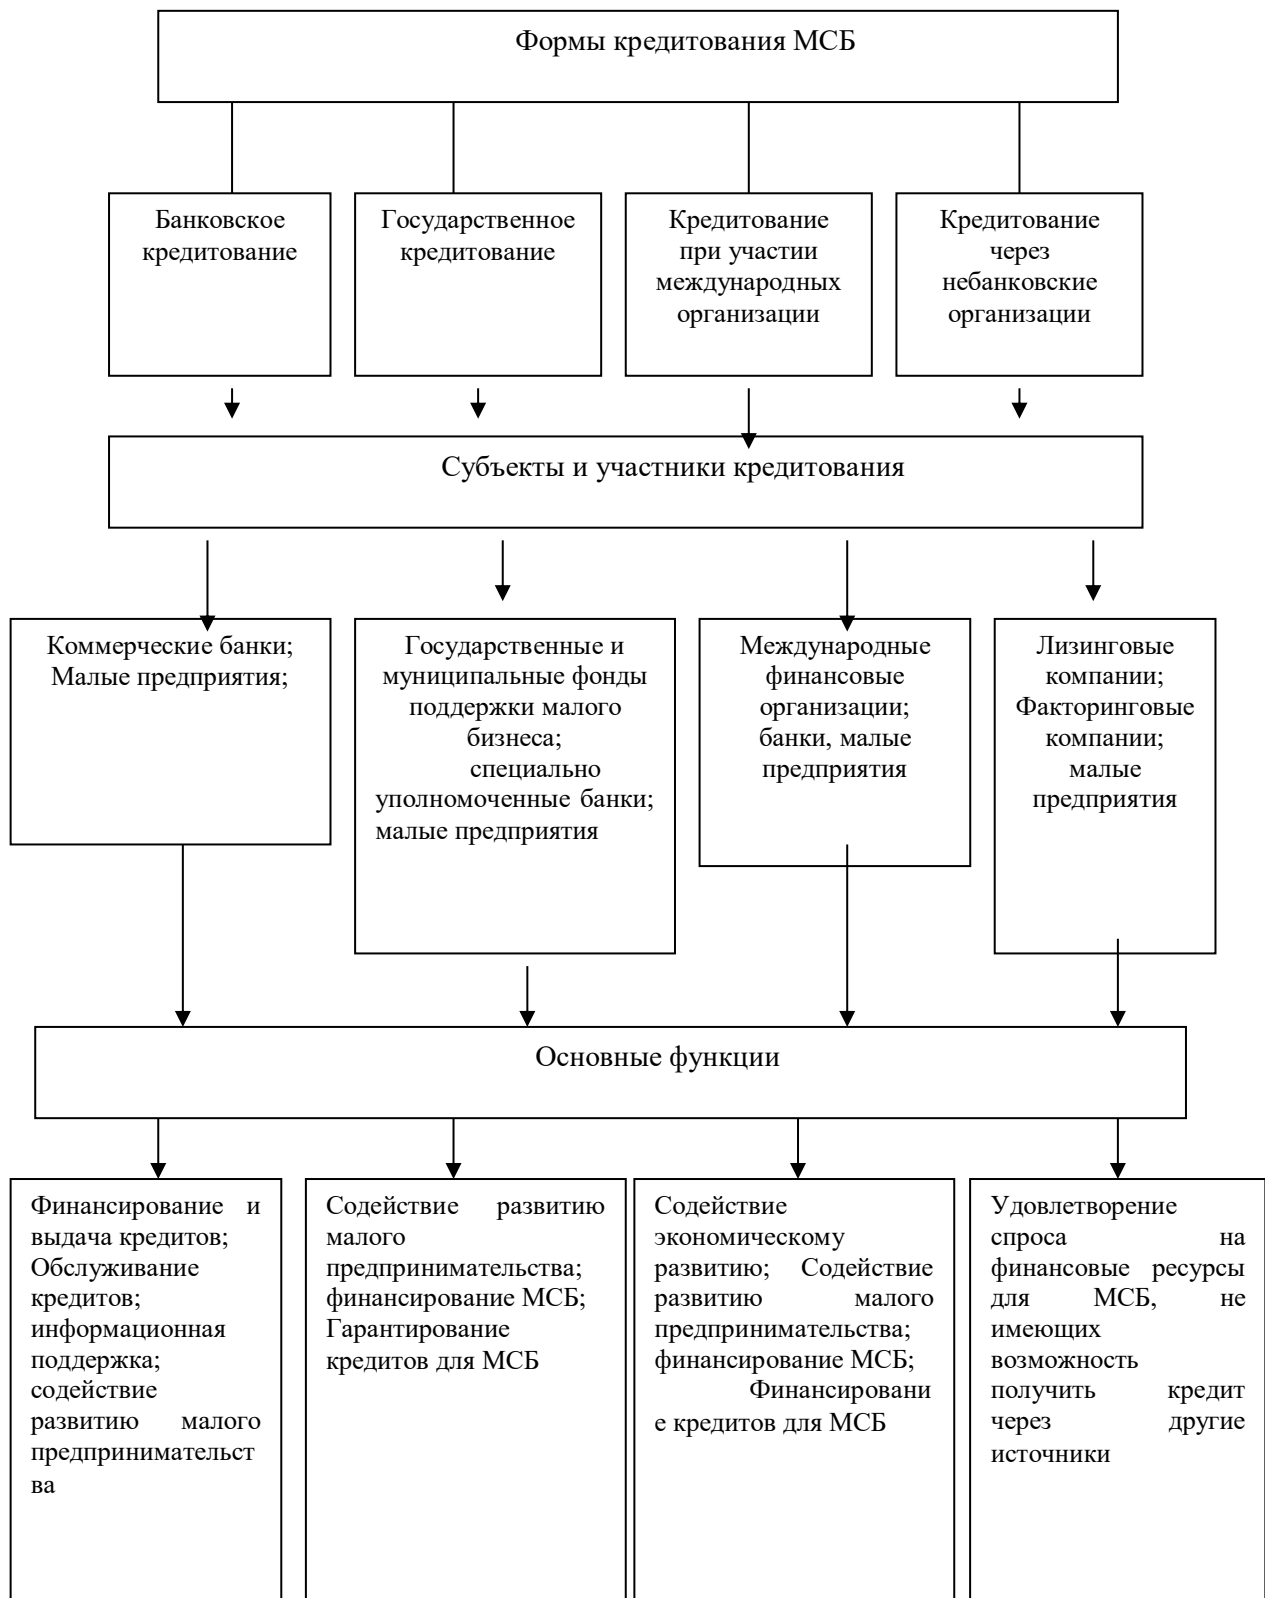 Формы кредитования МСБ
Банковское
кредитование
Государственное
кредитование
Кредитование
при участии
международных
организации
Кредитование
через
небанковские
организации
Субъекты и участники кредитования
Коммерческие банки;
Малые предприятия;
Государственные и
муниципальные фонды
поддержки малого
бизнеса;
специально
уполномоченные банки;
малые предприятия
Международные
финансовые
организации;
банки, малые
предприятия
Лизинговые
компании;
Факторинговые
компании;
малые
предприятия
Основные функции
Финансирование и
выдача кредитов;
Обслуживание
кредитов;
информационная
поддержка;
содействие
развитию малого
предпринимательст
ва
Содействие развитию
малого
предпринимательства;
финансирование МСБ;
Гарантирование
кредитов для МСБ
Содействие
экономическому
развитию; Содействие
развитию малого
предпринимательства;
финансирование МСБ;
Финансировани
е кредитов для МСБ
Удовлетворение
спроса на
финансовые ресурсы
для МСБ, не
имеющих
возможность
получить кредит
через другие
источники